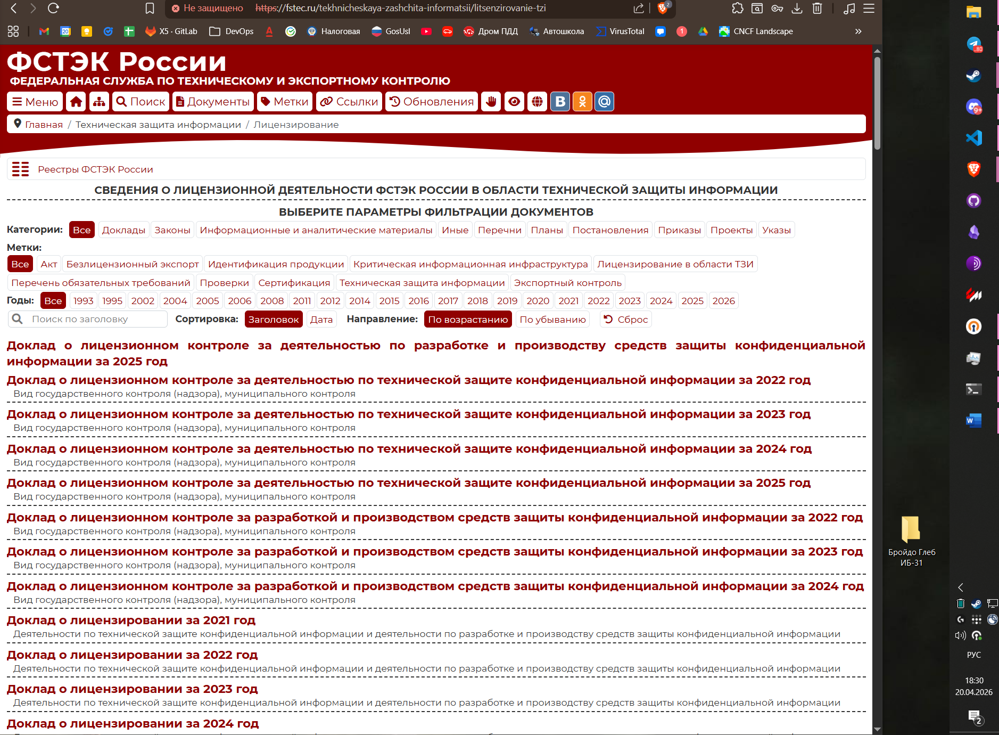 Не защищено https://fstec.ru/tekhnicheskaya-zashchita-informatsii/litsenzirovanie-tzi 2
20 X5 · GitLab DevOps Налоговая GosUsl Дром ПДД Автошкола VirusTotal 1 CNCF Landscape »
ФСТЭК России
ФЕДЕРАЛЬНАЯ СЛУЖБА ПО ТЕХНИЧЕСКОМУ И ЭКСПОРТНОМУ КОНТРОЛЮ
Меню Поиск Документы Метки Ссылки Обновления
Главная / Техническая защита информации / Лицензирование
Реестры ФСТЭК России
СВЕДЕНИЯ О ЛИЦЕНЗИОННОЙ ДЕЯТЕЛЬНОСТИ ФСТЭК РОССИИ В ОБЛАСТИ ТЕХНИЧЕСКОЙ ЗАЩИТЫ ИНФОРМАЦИИ
ВЫБЕРИТЕ ПАРАМЕТРЫ ФИЛЬТРАЦИИ ДОКУМЕНТОВ
Категории: Все Доклады Законы Информационные и аналитические материалы Иные Перечни Планы Постановления Приказы Проекты Указы
Метки:
Все Акт Безлицензионный экспорт Идентификация продукции Критическая информационная инфраструктура Лицензирование в области ТЗИ
Перечень обязательных требований Проверки Сертификация Техническая защита информации Экспортный контроль
Годы: Все 1993 1995 2002 2004 2005 2006 2008 2011 2012 2014 2015 2016 2017 2018 2019 2020 2021 2022 2023 2024 2025 2026
Поиск по заголовку Сортировка: Заголовок Дата Направление: По возрастанию По убыванию Сброс
Доклад о лицензионном контроле за деятельностью по разработке и производству средств защиты конфиденциальной
информации за 2025 год
Доклад о лицензионном контроле за деятельностью по технической защите конфиденциальной информации за 2022 год
Вид государственного контроля (надзора), муниципального контроля
Доклад о лицензионном контроле за деятельностью по технической защите конфиденциальной информации за 2023 год
Вид государственного контроля (надзора), муниципального контроля
Доклад о лицензионном контроле за деятельностью по технической защите конфиденциальной информации за 2024 год
Вид государственного контроля (надзора), муниципального контроля
Доклад о лицензионном контроле за деятельностью по технической защите конфиденциальной информации за 2025 год
Вид государственного контроля (надзора), муниципального контроля
Доклад о лицензионном контроле за разработкой и производством средств защиты конфиденциальной информации за 2022 год
Вид государственного контроля (надзора), муниципального контроля
Доклад о лицензионном контроле за разработкой и производством средств защиты конфиденциальной информации за 2023 год
Вид государственного контроля (надзора), муниципального контроля
Доклад о лицензионном контроле за разработкой и производством средств защиты конфиденциальной информации за 2024 год
Вид государственного контроля (надзора), муниципального контроля
Доклад о лицензировании за 2021 год
Деятельности по технической защите конфиденциальной информации и деятельности по разработке и производству средств защиты конфиденциальной информации
Доклад о лицензировании за 2022 год
Деятельности по технической защите конфиденциальной информации и деятельности по разработке и производству средств защиты конфиденциальной информации
Доклад о лицензировании за 2023 год
Деятельности по технической защите конфиденциальной информации и деятельности по разработке и производству средств защиты конфиденциальной информации
Доклад о лицензировании за 2024 год
Бройдо Глеб
ИБ-31
..80
9+
РУС
18:30
20.04.2026
2